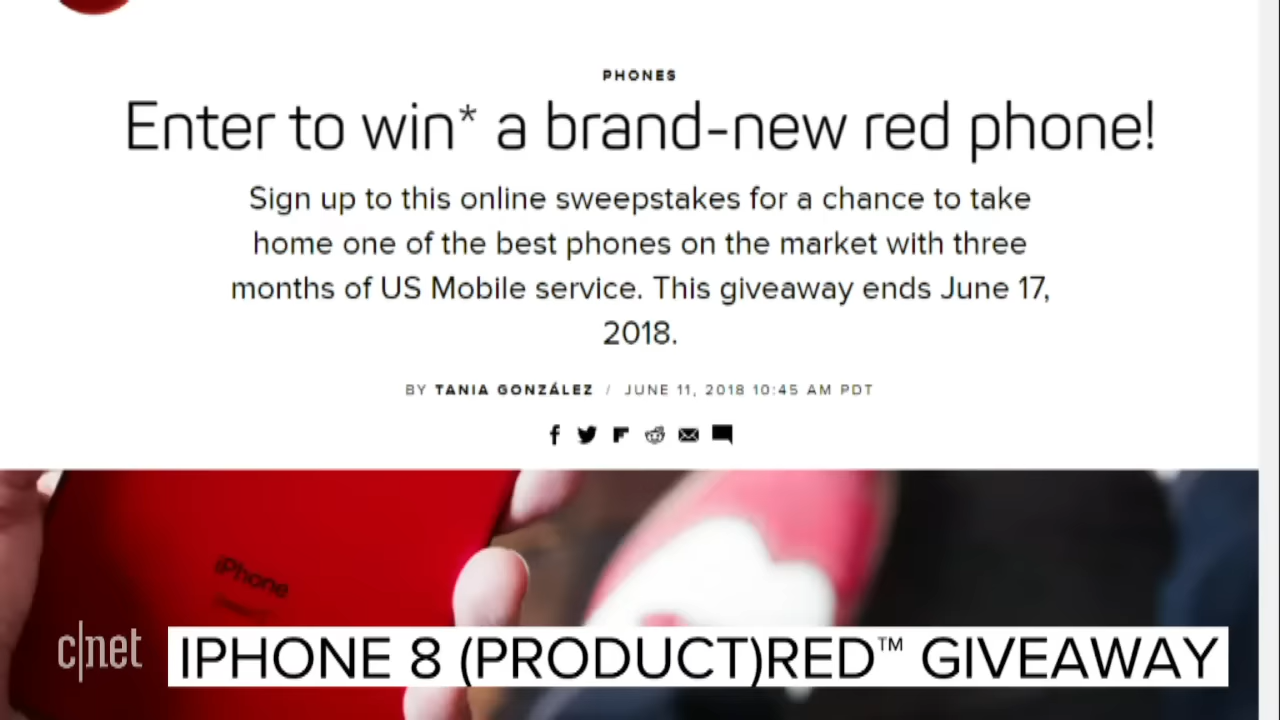 PHONES
Enter to win* a brand-new red phone!
Sign up to this online sweepstakes for a chance to take
home one of the best phones on the market with three
months of US Mobile service. This giveaway ends June 17,
2018.
BY TANIA GONZÁLEZ / JUNE 11, 2018 10:45 AM PDT
iPhone
c|net
IPHONE 8 (PRODUCT)RED™ GIVEAWAY